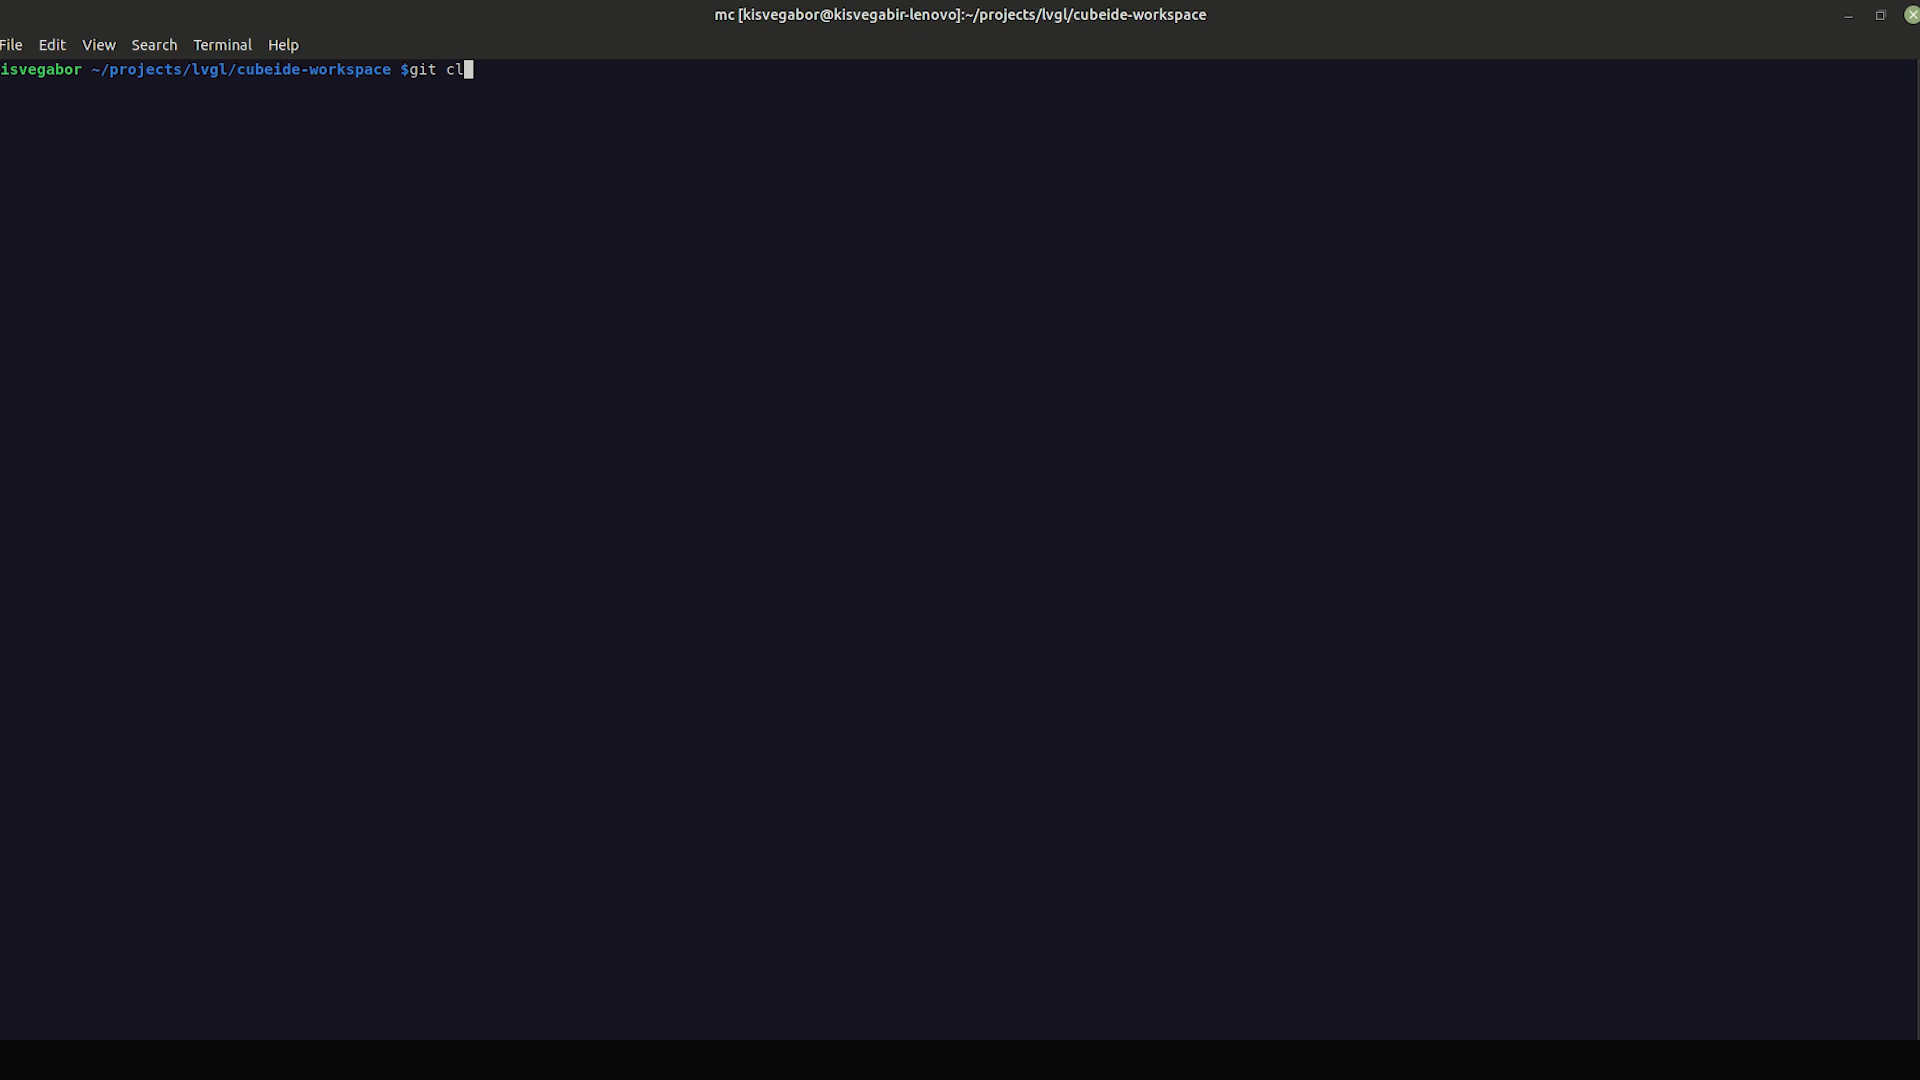 mc [kisvegabor@kisvegabir-lenovo]:~/projects/lvgl/cubeide-workspace
File Edit View Search Terminal Help
isvegabor ~/projects/lvgl/cubeide-workspace $git cl